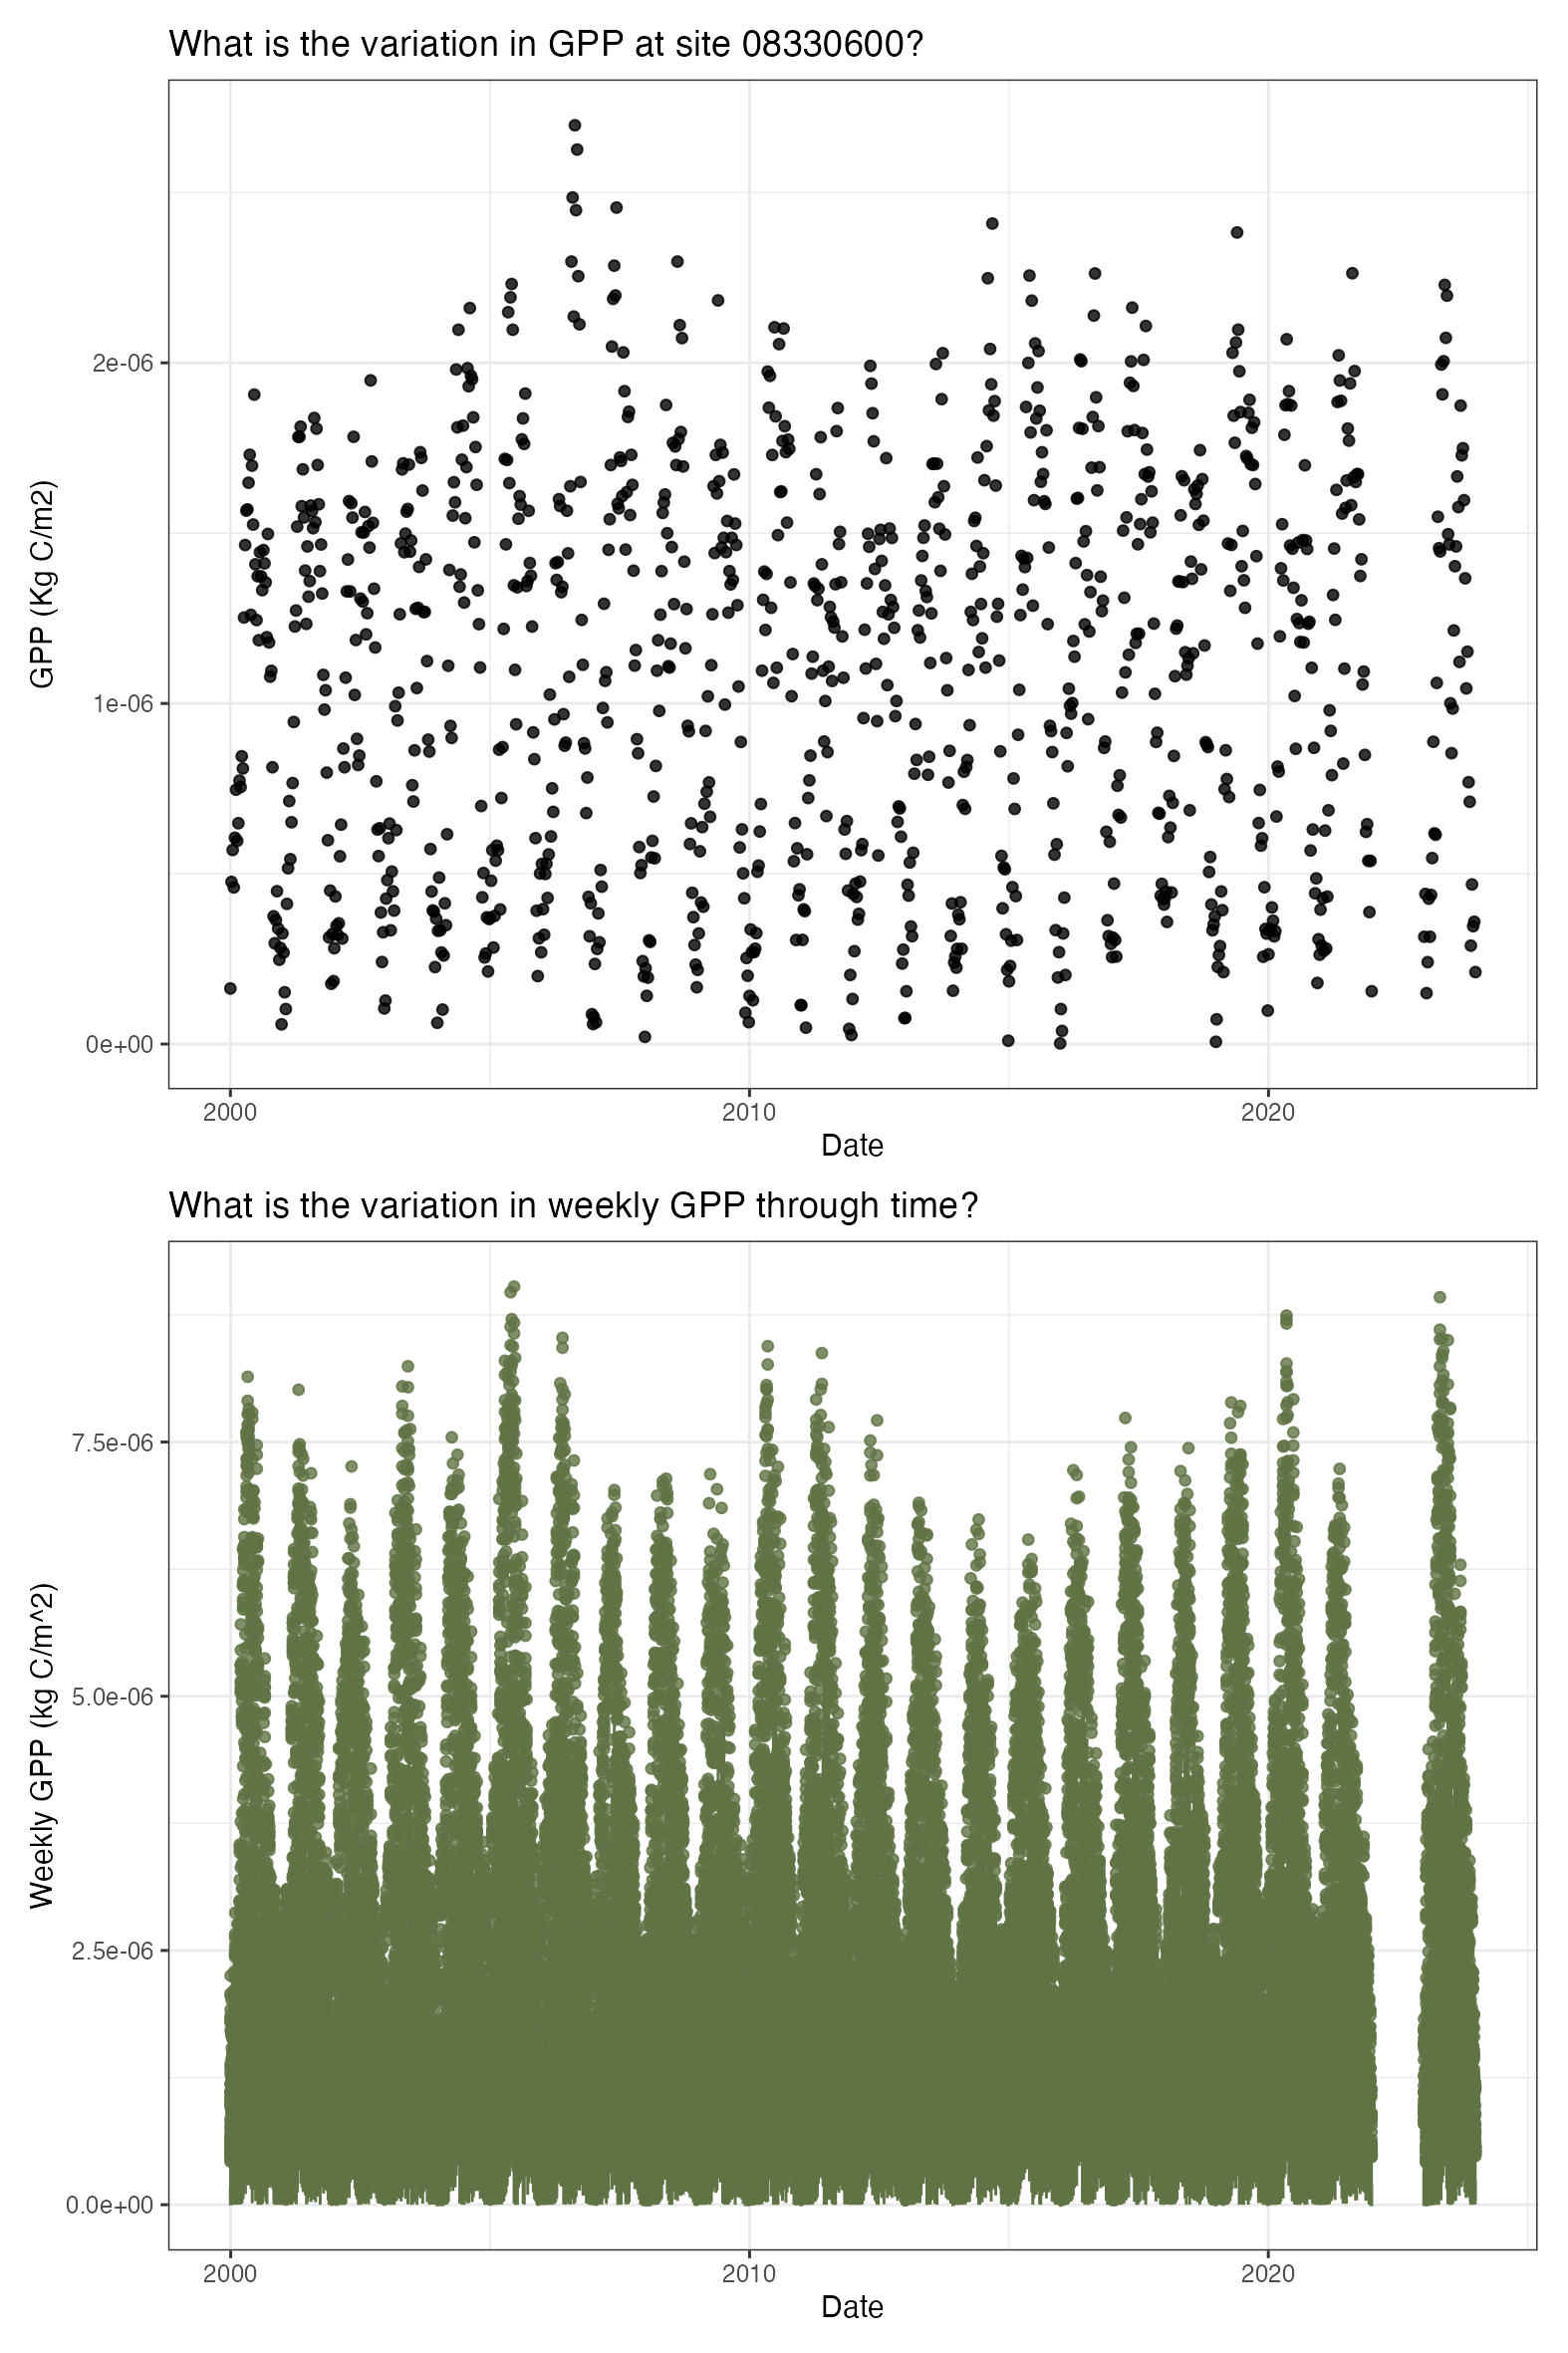 What is the variation in GPP at site 08330600?
GPP (Kg C/m2)
2e-06
1e-06
0e+00
2000 2010 2020
Date
What is the variation in weekly GPP through time?
Weekly GPP (kg C/m^2)
7.5e-06
5.0e-06
2.5e-06
0.0e+00
2000 2010 2020
Date